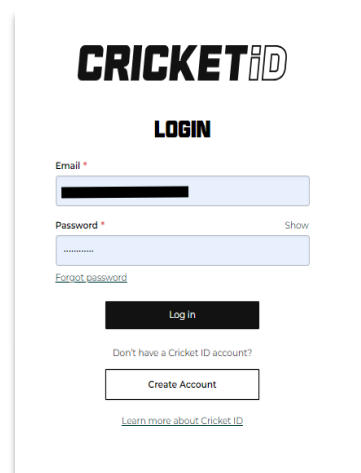 CRICKETiD
LOGIN
Email *
Password * Show
............
Forgot password
Log in
Don't have a Cricket ID account?
Create Account
Learn more about Cricket ID